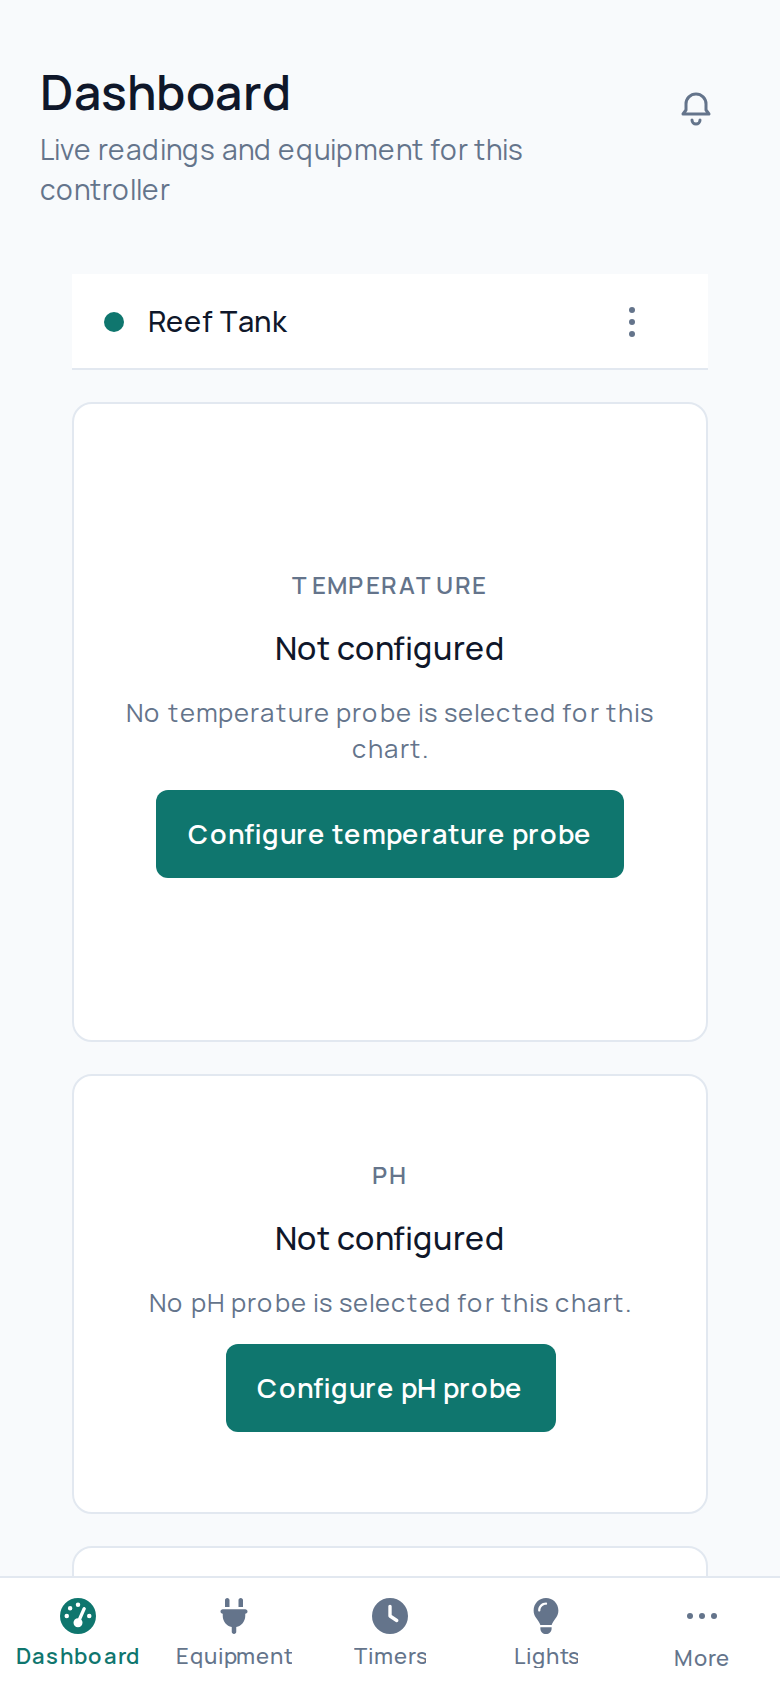 Dashboard
Live readings and equipment for this
controller
Reef Tank
TEMPERATURE
Not configured
No temperature probe is selected for this
chart.
Configure temperature probe
PH
Not configured
No pH probe is selected for this chart.
Configure pH probe
Dashboard
Equipment
Timers
Lights
More